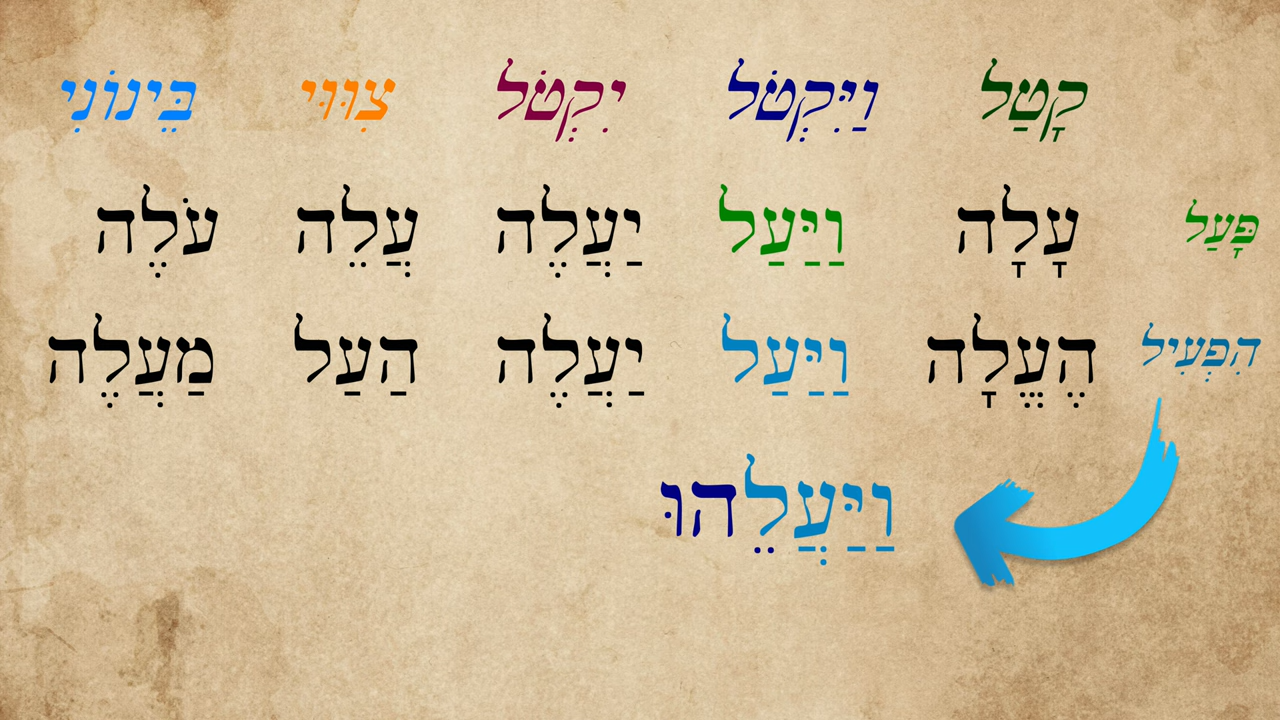 קָטַל וַיִּקְטֹל יִקְטֹל צִוּוּי בֵּינוֹנִי
פָּעַל עָלָה וַיַּעַל יַעֲלֶה עֲלֵה עֹלֶה
הִפְעִיל הֶעֱלָה וַיַּעַל יַעֲלֶה הַעַל מַעֲלֶה
וַיַּעֲלֵהוּ